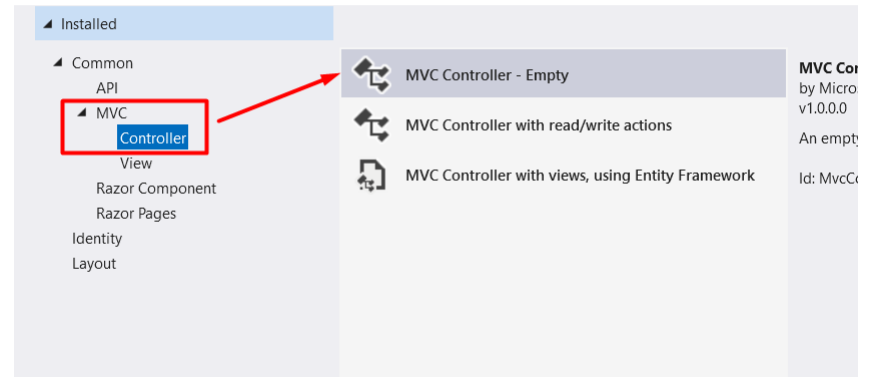 Installed
Common
API
MVC
Controller
View
Razor Component
Razor Pages
Identity
Layout
MVC Controller - Empty
MVC Controller with read/write actions
MVC Controller with views, using Entity Framework
MVC
by
v1.0.0.0
An
Id: